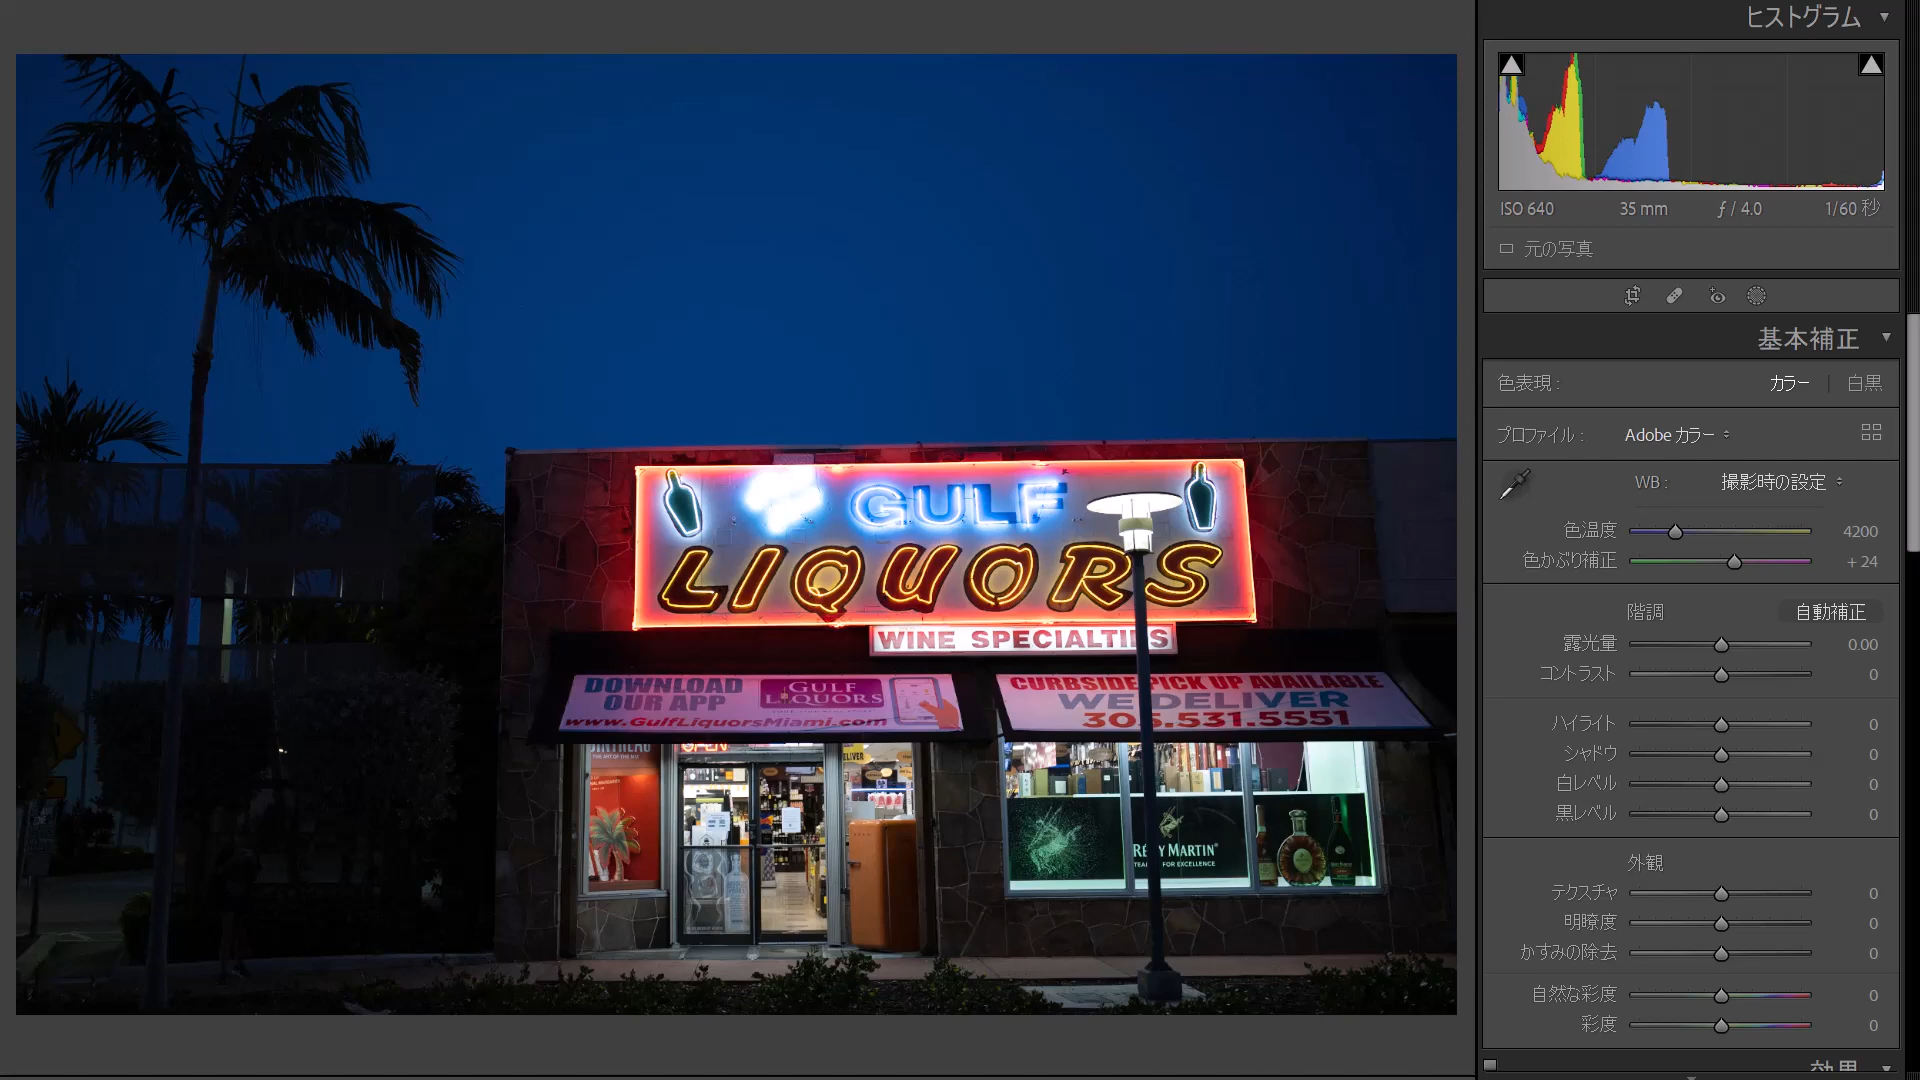 ヒストグラム
ISO 640 35 mm ƒ / 4.0 1/60 秒
元の写真
基本補正
色表現 : カラー 白黒
プロファイル : Adobe カラー
WB : 撮影時の設定
色温度 4200
色かぶり補正 + 24
階調 自動補正
露光量 0.00
コントラスト 0
ハイライト 0
シャドウ 0
白レベル 0
黒レベル 0
外観
テクスチャ 0
明瞭度 0
かすみの除去 0
自然な彩度 0
彩度 0
効果
GULF
LIQUORS
WINE SPECIALTIES
DOWNLOAD
OUR APP
GULF
LIQUORS
www.GulfLiquorsMiami.com
CURBSIDE PICK UP AVAILABLE
WE DELIVER
305.531.5551
OPEN
RÉMY MARTIN